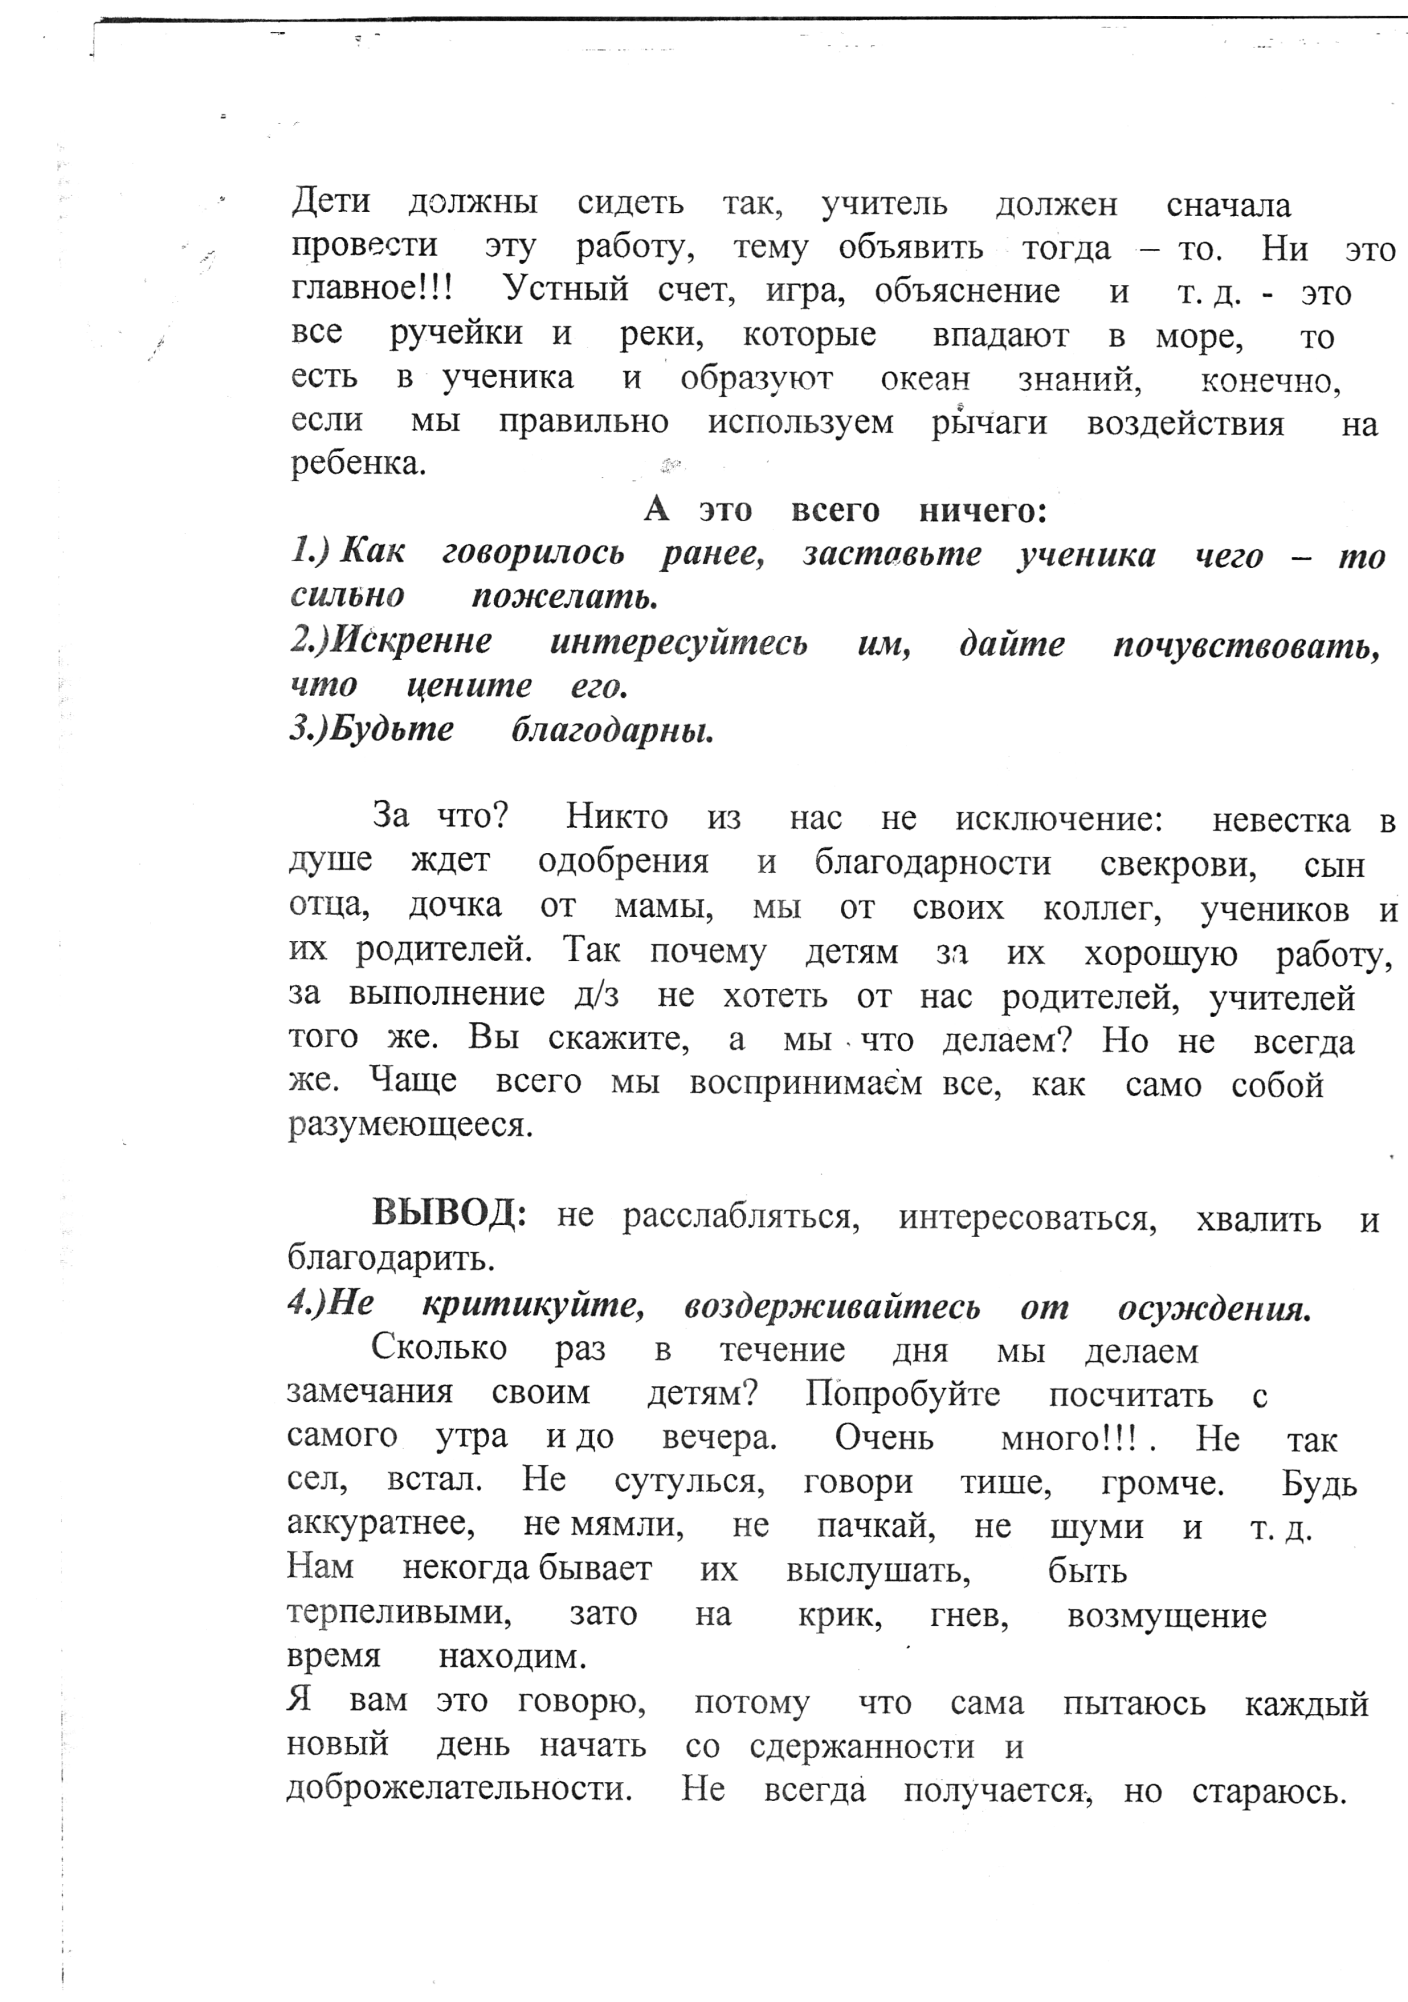 Дети должны сидеть так, учитель должен сначала
провести эту работу, тему объявить тогда – то. Ни это
главное!!! Устный счет, игра, объяснение и т. д. - это
все ручейки и реки, которые впадают в море, то
есть в ученика и образуют океан знаний, конечно,
если мы правильно используем рычаги воздействия на
ребенка.
А это всего ничего:
1.) Как говорилось ранее, заставьте ученика чего – то
сильно пожелать.
2.)Искренне интересуйтесь им, дайте почувствовать,
что цените его.
3.)Будьте благодарны.
За что? Никто из нас не исключение: невестка в
душе ждет одобрения и благодарности свекрови, сын
отца, дочка от мамы, мы от своих коллег, учеников и
их родителей. Так почему детям за их хорошую работу,
за выполнение д/з не хотеть от нас родителей, учителей
того же. Вы скажите, а мы что делаем? Но не всегда
же. Чаще всего мы воспринимаем все, как само собой
разумеющееся.
ВЫВОД: не расслабляться, интересоваться, хвалить и
благодарить.
4.)Не критикуйте, воздерживайтесь от осуждения.
Сколько раз в течение дня мы делаем
замечания своим детям? Попробуйте посчитать с
самого утра и до вечера. Очень много!!! . Не так
сел, встал. Не сутулься, говори тише, громче. Будь
аккуратнее, не мямли, не пачкай, не шуми и т. д.
Нам некогда бывает их выслушать, быть
терпеливыми, зато на крик, гнев, возмущение
время находим.
Я вам это говорю, потому что сама пытаюсь каждый
новый день начать со сдержанности и
доброжелательности. Не всегда получается, но стараюсь.